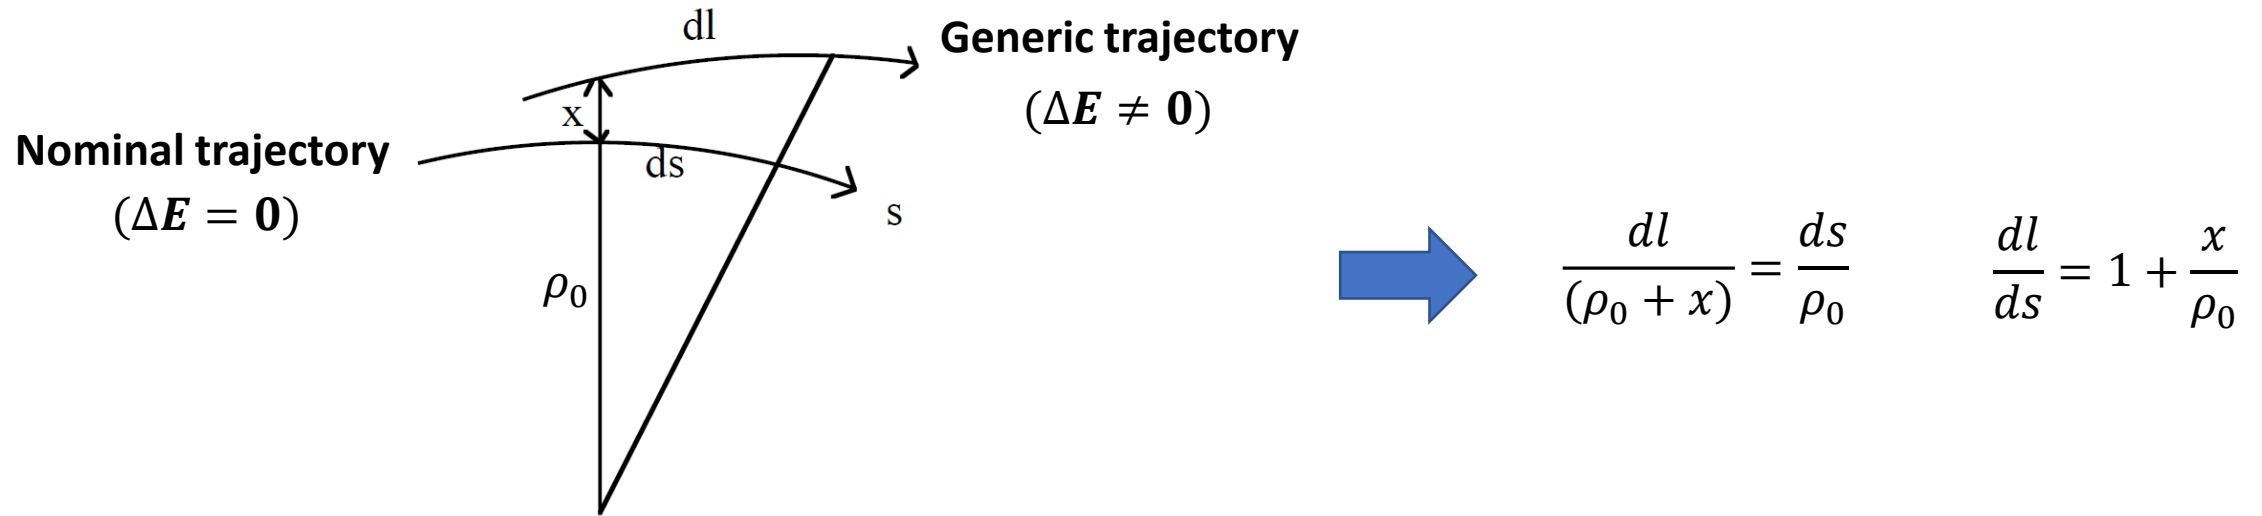 dl
Generic trajectory
(Δ𝑬 ≠ 𝟎)
x
Nominal trajectory
(Δ𝑬 = 𝟎)
ds
s
ρ₀
dl/(ρ₀ + x) = ds/ρ₀
dl/ds = 1 + x/ρ₀